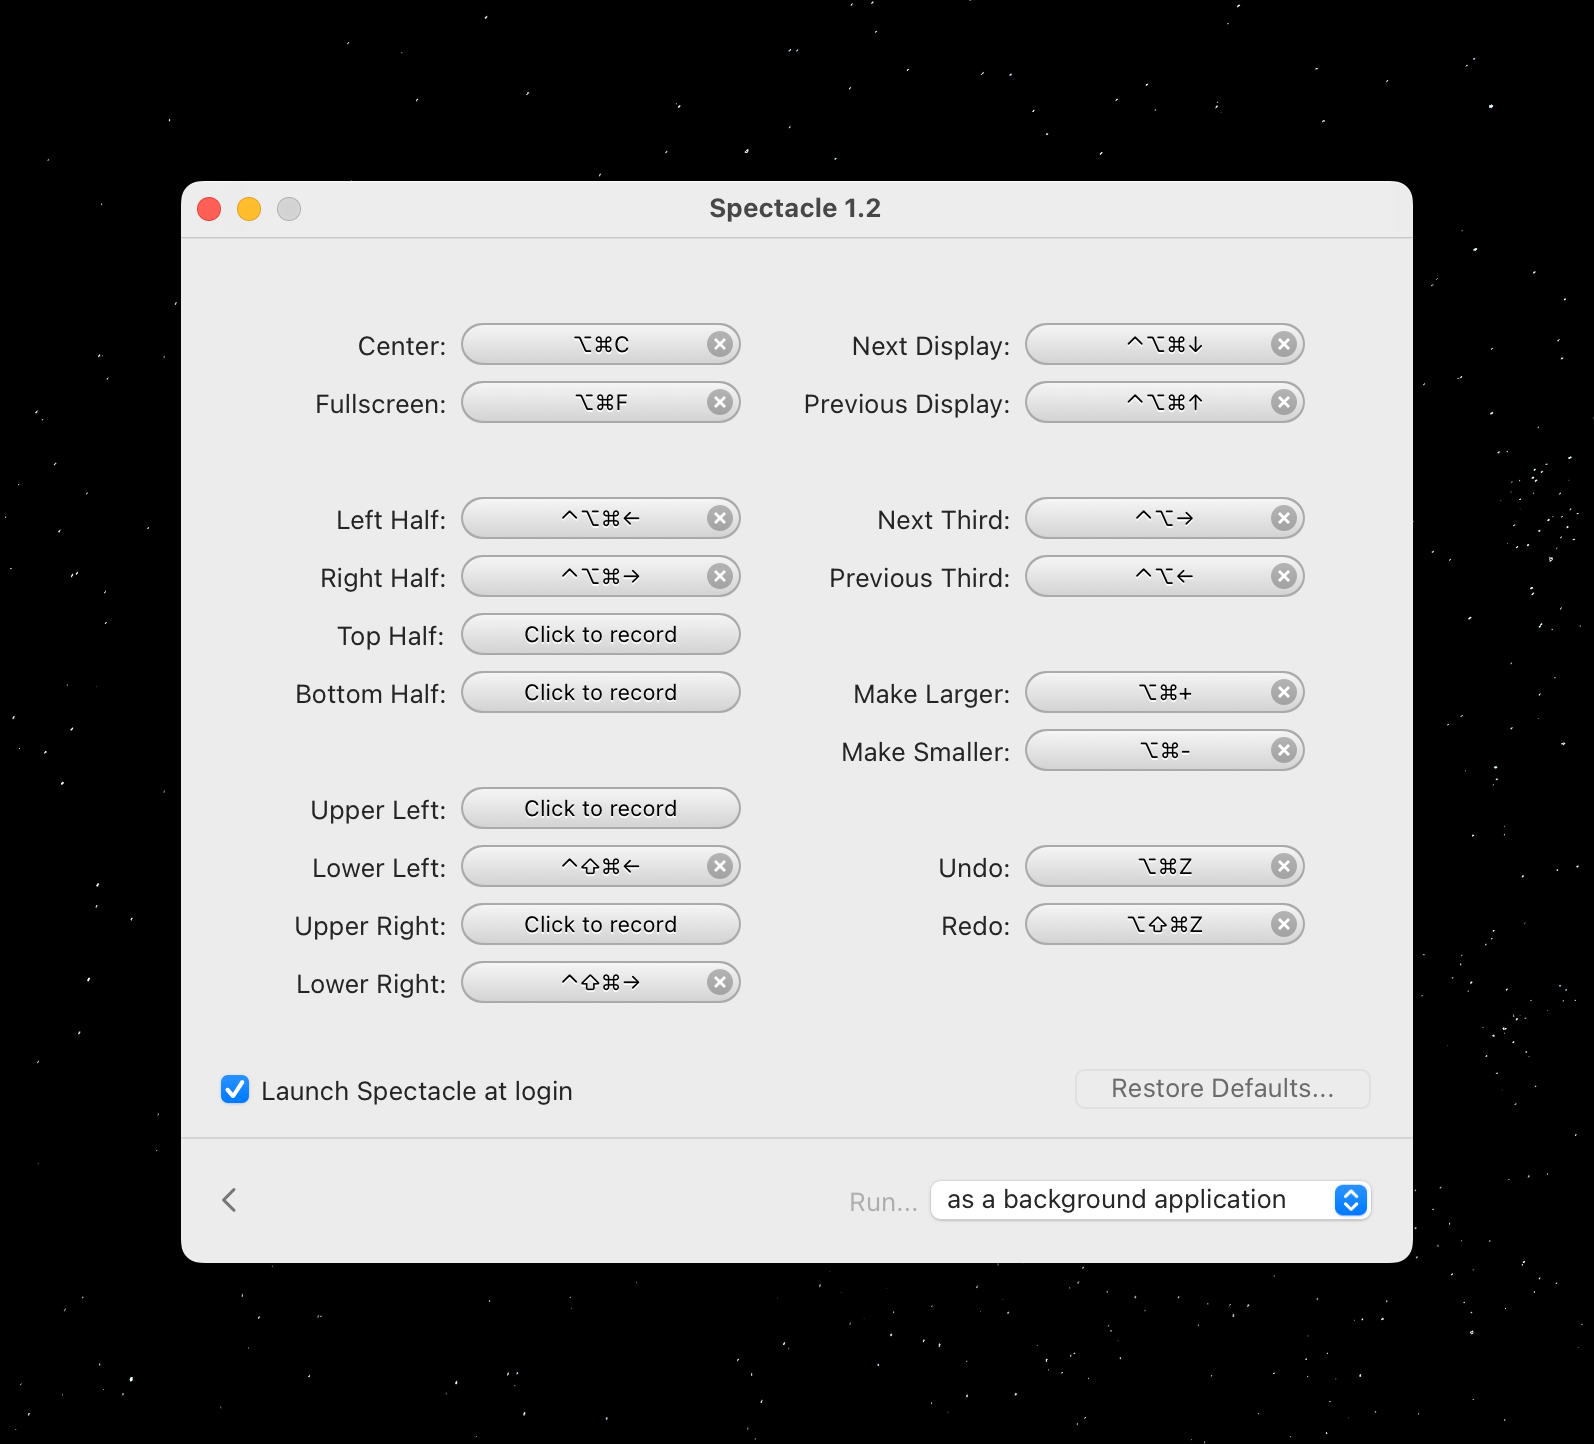 Spectacle 1.2
Center: ⌥⌘C
Fullscreen: ⌥⌘F
Left Half: ^⌥⌘←
Right Half: ^⌥⌘→
Top Half: Click to record
Bottom Half: Click to record
Upper Left: Click to record
Lower Left: ^⇧⌘←
Upper Right: Click to record
Lower Right: ^⇧⌘→
Next Display: ^⌥⌘↓
Previous Display: ^⌥⌘↑
Next Third: ^⌥→
Previous Third: ^⌥←
Make Larger: ⌥⌘+
Make Smaller: ⌥⌘-
Undo: ⌥⌘Z
Redo: ⌥⇧⌘Z
Launch Spectacle at login
Restore Defaults...
Run... as a background application